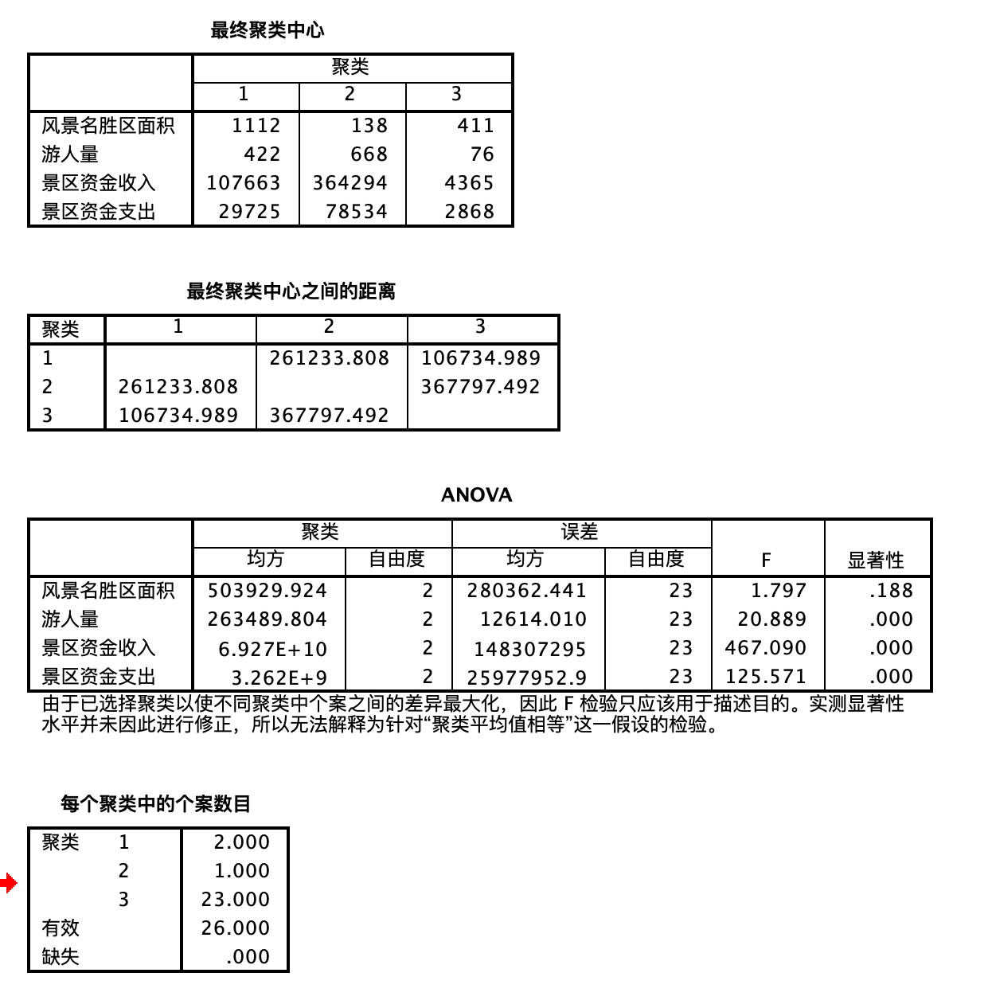 最终聚类中心
聚类
1 2 3
风景名胜区面积 1112 138 411
游人量 422 668 76
景区资金收入 107663 364294 4365
景区资金支出 29725 78534 2868
最终聚类中心之间的距离
聚类 1 2 3
1 261233.808 106734.989
2 261233.808 367797.492
3 106734.989 367797.492
ANOVA
聚类 误差
均方 自由度 均方 自由度 F 显著性
风景名胜区面积 503929.924 2 280362.441 23 1.797 .188
游人量 263489.804 2 12614.010 23 20.889 .000
景区资金收入 6.927E+10 2 148307295 23 467.090 .000
景区资金支出 3.262E+9 2 25977952.9 23 125.571 .000
由于已选择聚类以使不同聚类中个案之间的差异最大化，因此 F 检验只应该用于描述目的。实测显著性
水平并未因此进行修正，所以无法解释为针对“聚类平均值相等”这一假设的检验。
每个聚类中的个案数目
聚类 1 2.000
2 1.000
3 23.000
有效 26.000
缺失 .000